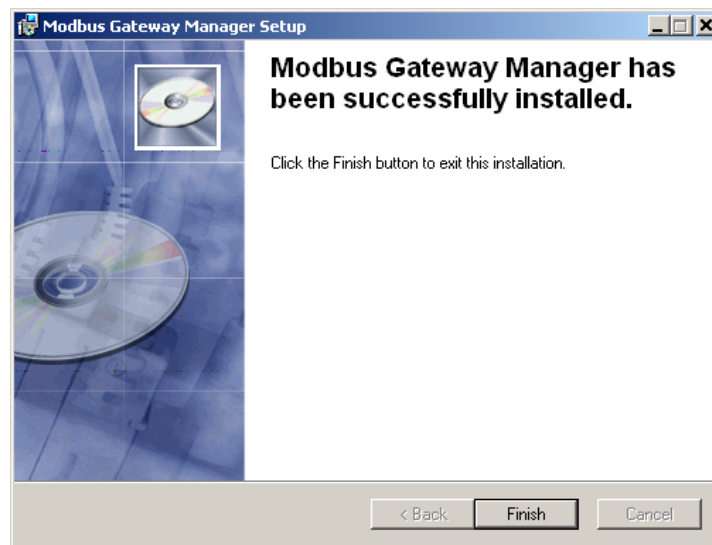 Modbus Gateway Manager Setup
Modbus Gateway Manager has
been successfully installed.
Click the Finish button to exit this installation.
< Back
Finish
Cancel